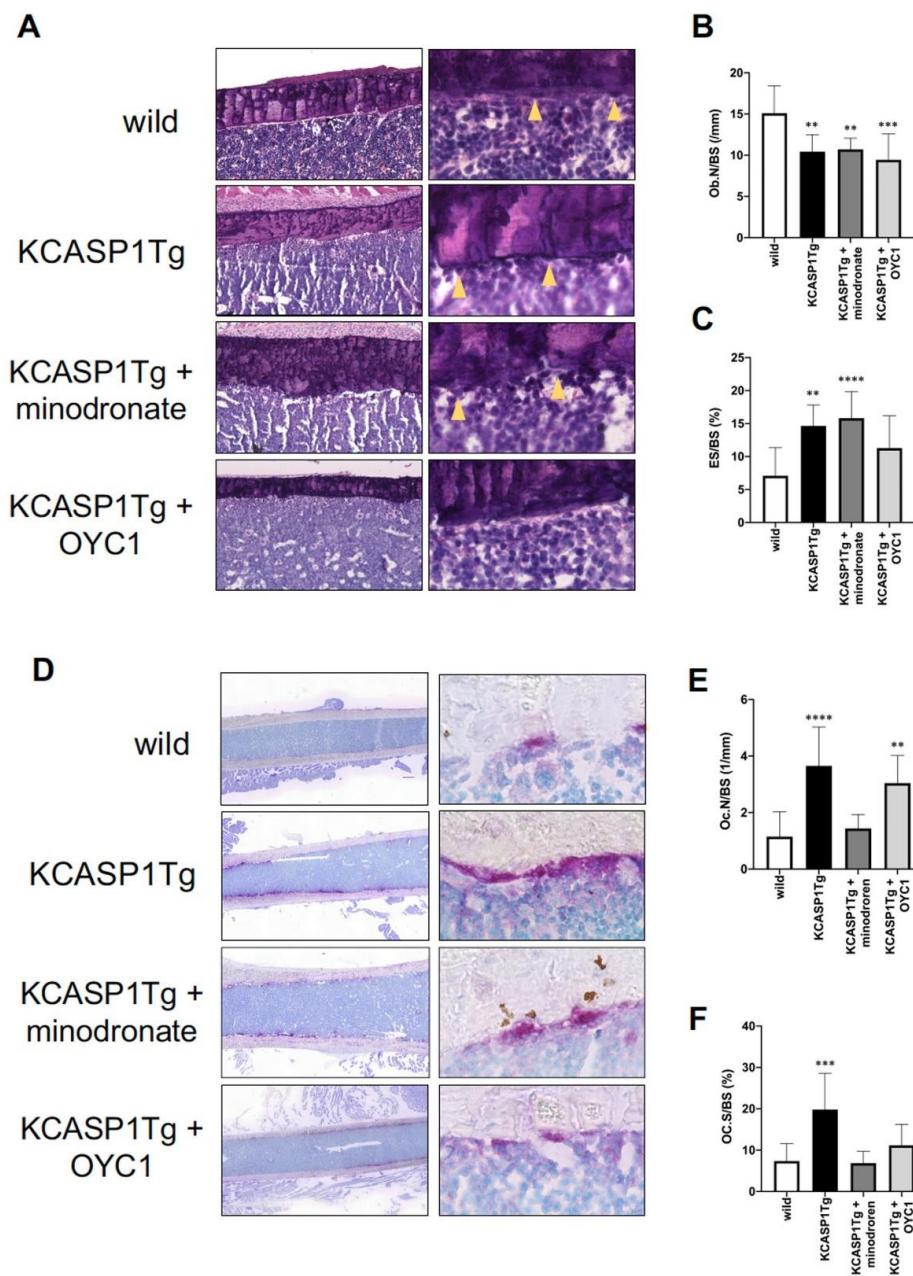 A
wild
KCASP1Tg
KCASP1Tg +
minodronate
KCASP1Tg +
OYC1
B
Ob.N/BS (/mm)
20
15
10
5
0
**
**
***
wild
KCASP1Tg
KCASP1Tg +
minodronate
KCASP1Tg +
OYC1
C
ES/BS (%)
25
20
15
10
5
0
**
****
wild
KCASP1Tg
KCASP1Tg +
minodronate
KCASP1Tg +
OYC1
D
wild
KCASP1Tg
KCASP1Tg +
minodronate
KCASP1Tg +
OYC1
E
Oc.N/BS (1/mm)
6
4
2
0
****
**
wild
KCASP1Tg
KCASP1Tg +
minodroren
KCASP1Tg +
OYC1
F
OC.S/BS (%)
40
30
20
10
0
***
wild
KCASP1Tg
KCASP1Tg +
minodroren
KCASP1Tg +
OYC1